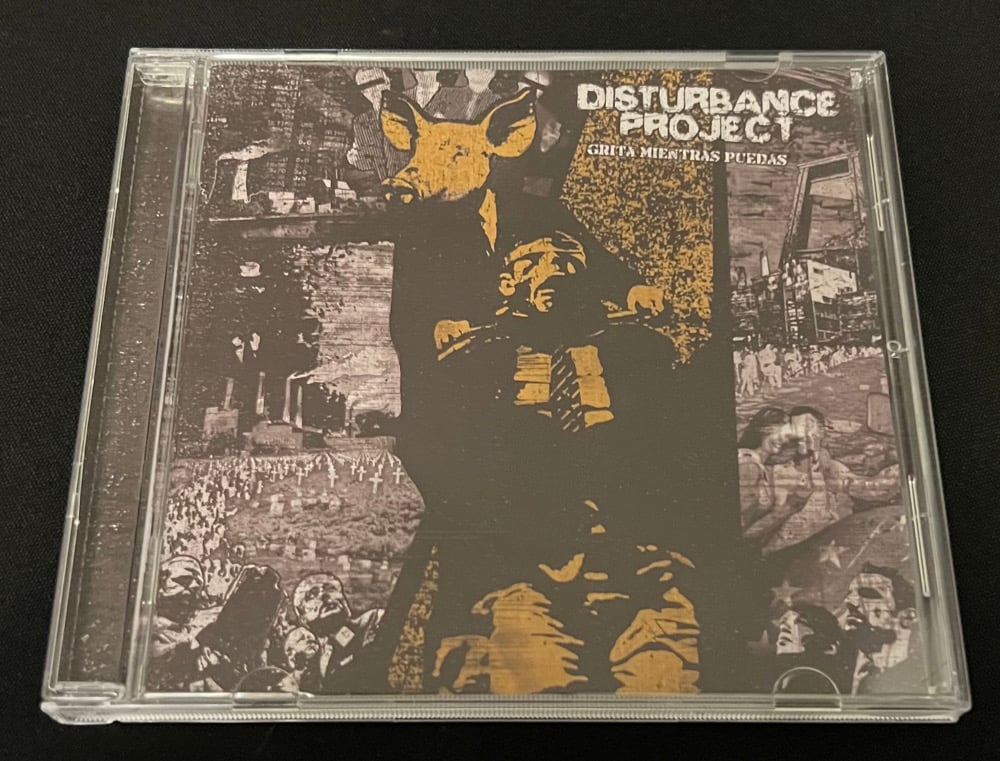 DISTURBANCE
PROJECT
GRITA MIENTRAS PUEDAS